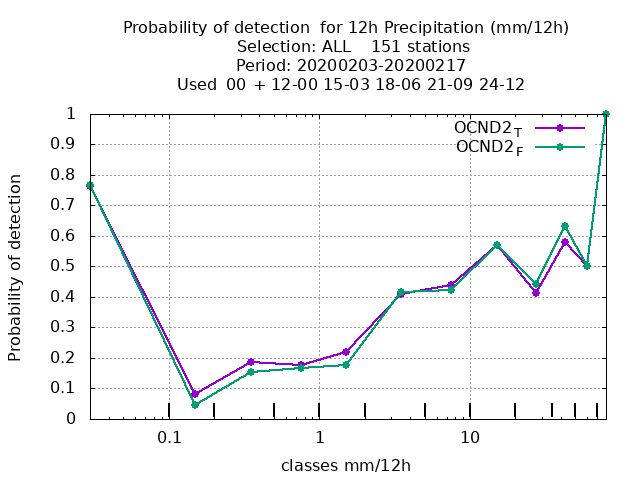 Probability of detection  for 12h Precipitation (mm/12h)
Selection: ALL    151 stations
Period: 20200203-20200217
Used  00 + 12-00 15-03 18-06 21-09 24-12
OCND2T
OCND2F
1
0.9
0.8
0.7
0.6
0.5
0.4
0.3
0.2
0.1
0
Probability of detection
0.1 1 10
classes mm/12h